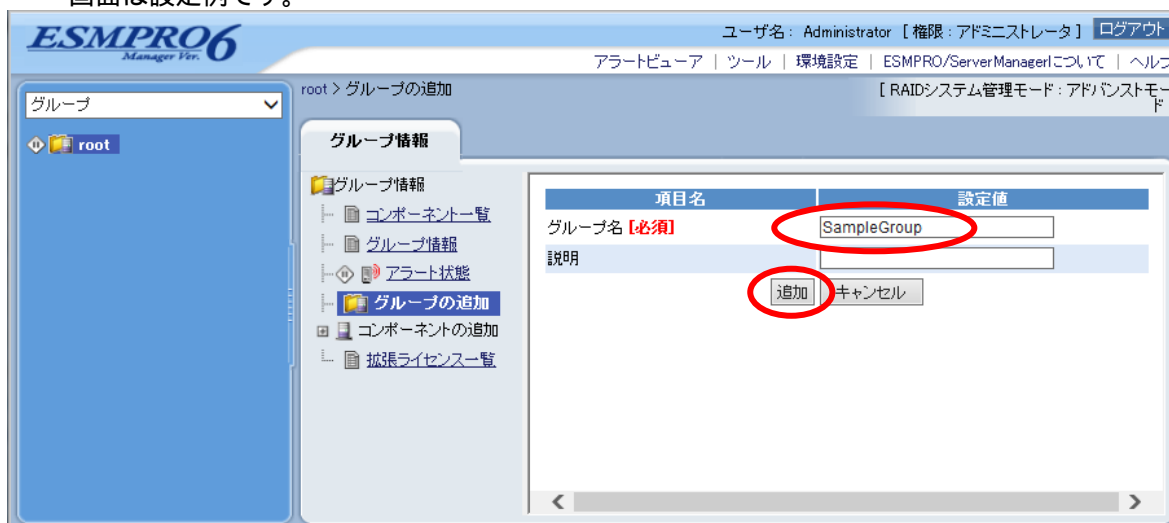 画面は設定例です。
ESMPRO6
Manager Ver.
ユーザ名： Administrator [ 権限：アドミニストレータ ] ログアウト
アラートビューア | ツール | 環境設定 | ESMPRO/ServerManagerについて | ヘルプ
グループ
root
root > グループの追加
[ RAIDシステム管理モード：アドバンストモード
グループ情報
グループ情報
コンポーネント一覧
グループ情報
アラート状態
グループの追加
コンポーネントの追加
拡張ライセンス一覧
項目名 設定値
グループ名 [必須] SampleGroup
説明
追加 キャンセル